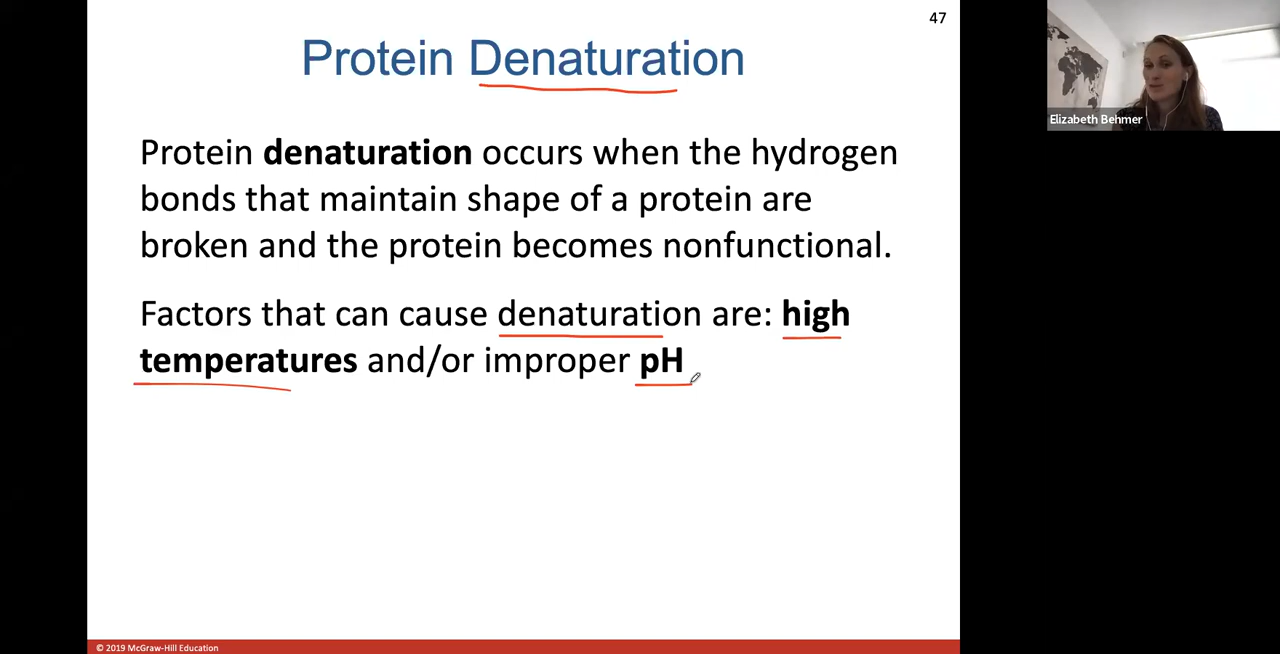 47
Protein Denaturation
Elizabeth Behmer
Protein denaturation occurs when the hydrogen
bonds that maintain shape of a protein are
broken and the protein becomes nonfunctional.
Factors that can cause denaturation are: high
temperatures and/or improper pH
© 2019 McGraw-Hill Education